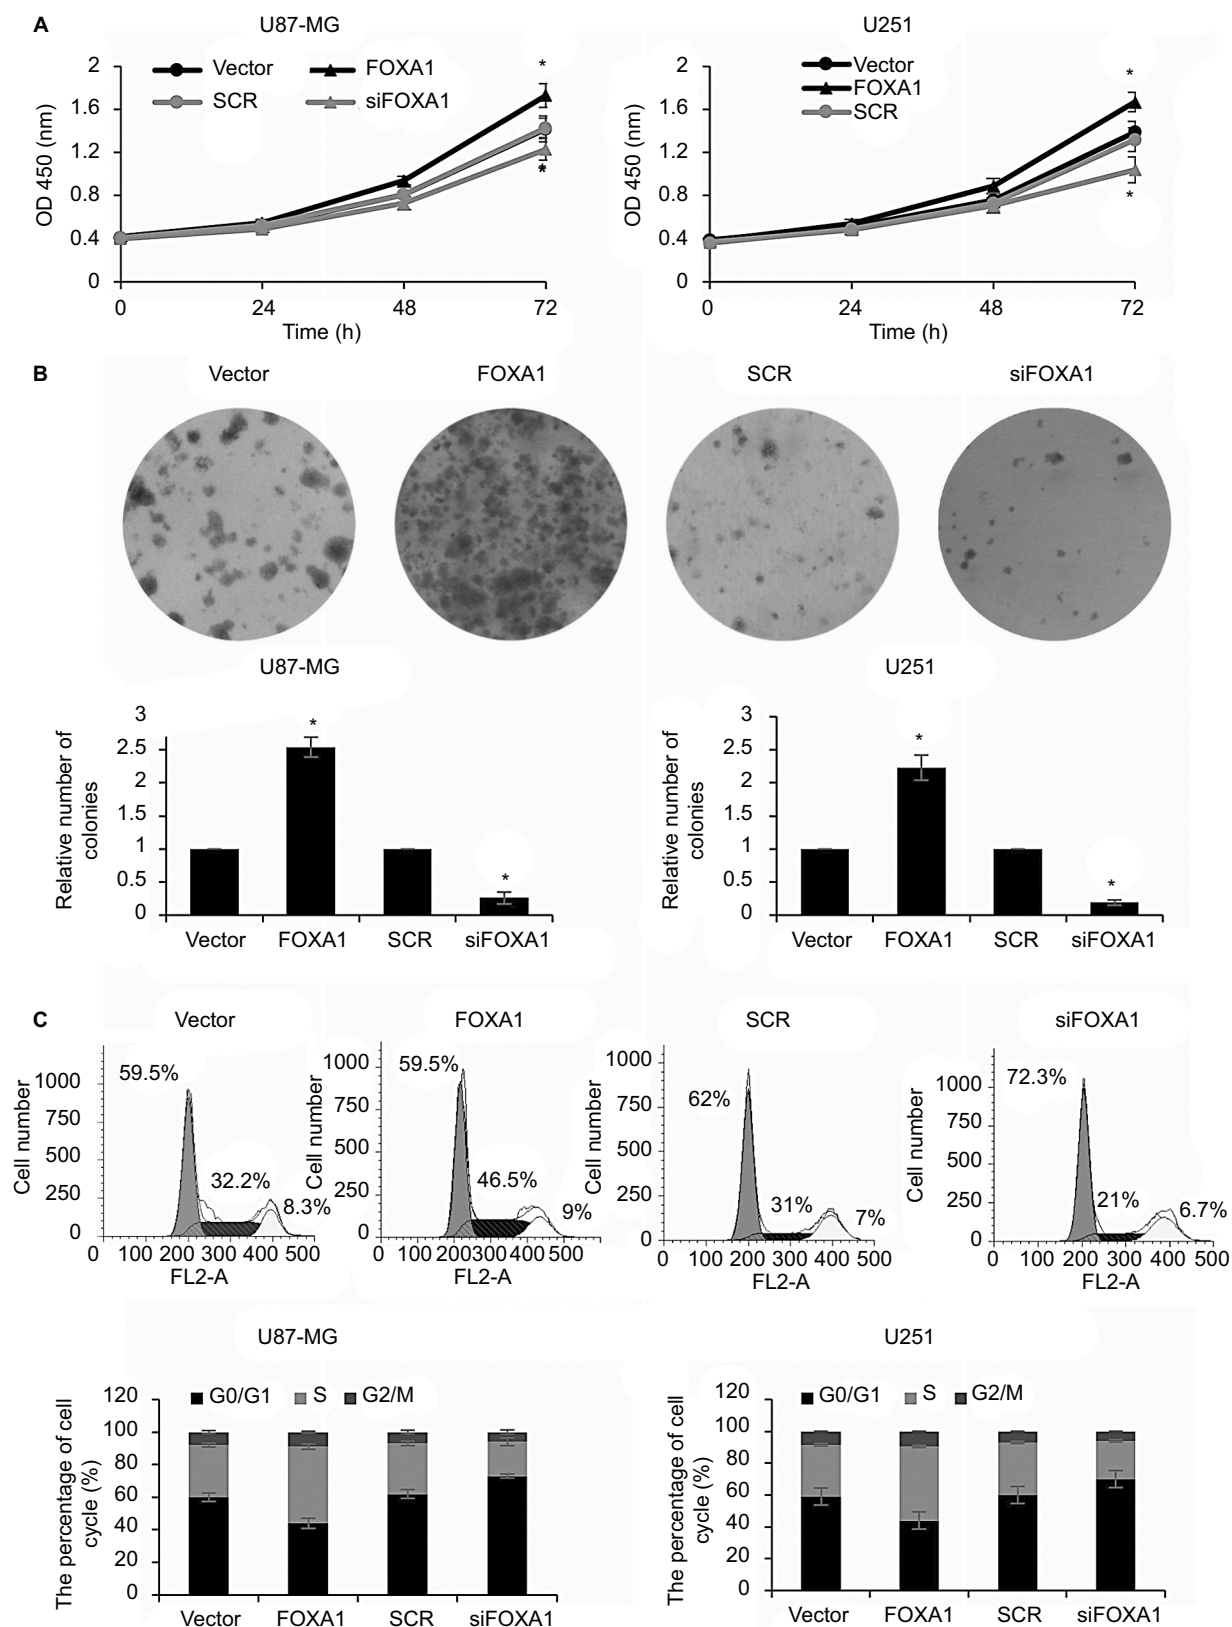 A
U87-MG
U251
Vector
FOXA1
SCR
siFOXA1
*
*
2
1.6
1.2
0.8
0.4
0
OD 450 (nm)
0 24 48 72
Time (h)
Vector
FOXA1
SCR
*
*
2
1.6
1.2
0.8
0.4
0
OD 450 (nm)
0 24 48 72
Time (h)
B
Vector FOXA1 SCR siFOXA1
U87-MG
U251
Relative number of
colonies
3
2.5
2
1.5
1
0.5
0
*
*
Vector FOXA1 SCR siFOXA1
Relative number of
colonies
3
2.5
2
1.5
1
0.5
0
*
*
Vector FOXA1 SCR siFOXA1
C
Vector
FOXA1
SCR
siFOXA1
Cell number
1000
750
500
250
0
59.5%
32.2%
8.3%
0 100 200 300 400 500
FL2-A
Cell number
1000
750
500
250
0
59.5%
46.5%
9%
0 100 200 300 400 500
FL2-A
Cell number
1000
750
500
250
0
62%
31%
7%
0 100 200 300 400 500
FL2-A
Cell number
1000
750
500
250
0
72.3%
21%
6.7%
0 100 200 300 400 500
FL2-A
U87-MG
U251
The percentage of cell
cycle (%)
120
100
80
60
40
20
0
G0/G1 S G2/M
Vector FOXA1 SCR siFOXA1
The percentage of cell
cycle (%)
120
100
80
60
40
20
0
G0/G1 S G2/M
Vector FOXA1 SCR siFOXA1